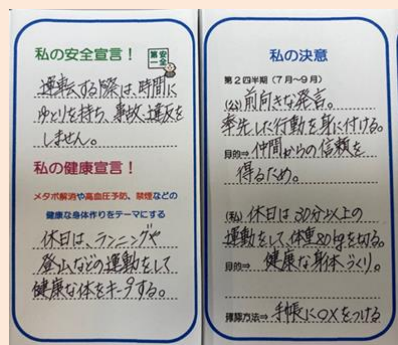 私の安全宣言!
安全
第一
運転する際は、時間に
ゆとりを持ち、事故、違反を
しません。
私の健康宣言!
メタボ解消や高血圧予防、禁煙などの
健康な身体作りをテーマにする
休日は、ランニングや
登山などの運動をして
健康な体をキープする。
私の決意
第2四半期(7月〜9月)
(公)前向きな発言。
率先した行動を身に付ける。
目的⇒仲間からの信頼を
得るため。
(私)休日は30分以上の
運動をして、体重80kgを切る。
目的⇒健康な身体づくり。
方法⇒手帳に○×をつける